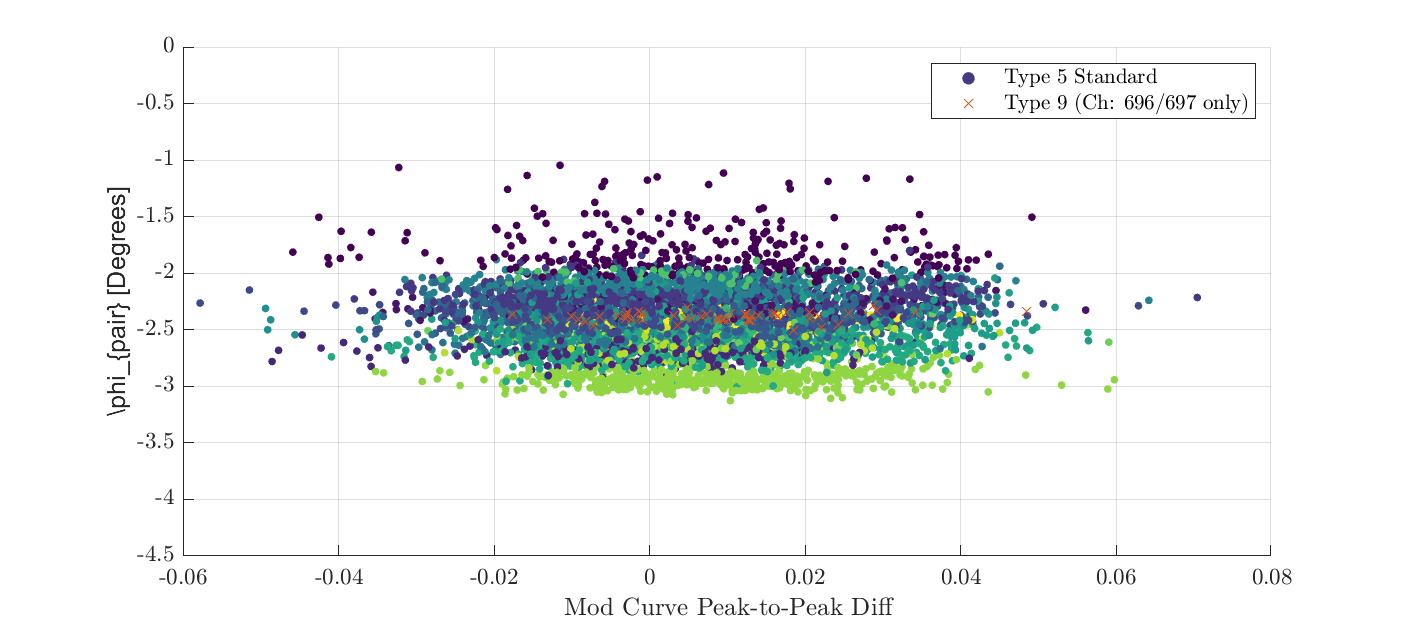 0
-0.5
-1
-1.5
-2
-2.5
-3
-3.5
-4
-4.5
\phi_{pair} [Degrees]
Type 5 Standard
Type 9 (Ch: 696/697 only)
-0.06 -0.04 -0.02 0 0.02 0.04 0.06 0.08
Mod Curve Peak-to-Peak Diff